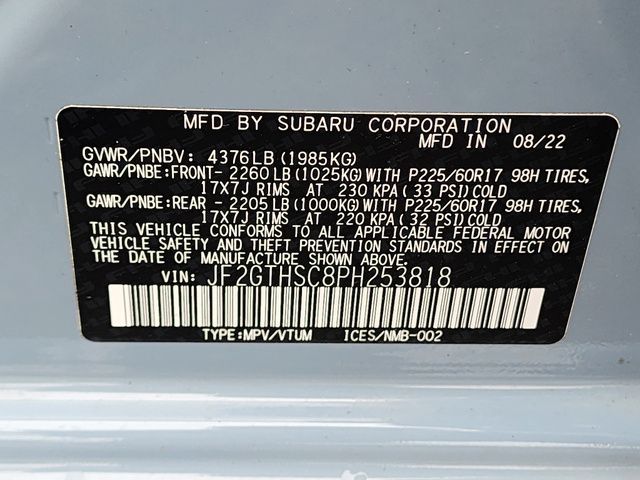 MFD BY SUBARU CORPORATION
MFD IN 08/22
GVWR/PNBV: 4376LB(1985KG)
GAWR/PNBE:FRONT- 2260LB(1025KG)WITH P225/60R17 98H TIRES,
17X7J RIMS AT 230 KPA(33 PSI)COLD
GAWR/PNBE:REAR - 2205LB(1000KG)WITH P225/60R17 98H TIRES,
17X7J RIMS AT 220 KPA(32 PSI)COLD
THIS VEHICLE CONFORMS TO ALL APPLICABLE FEDERAL MOTOR
VEHICLE SAFETY AND THEFT PREVENTION STANDARDS IN EFFECT ON
THE DATE OF MANUFACTURE SHOWN ABOVE.
VIN: JF2GTHSC8PH253818
TYPE:MPV/VTUM ICES/NMB-002